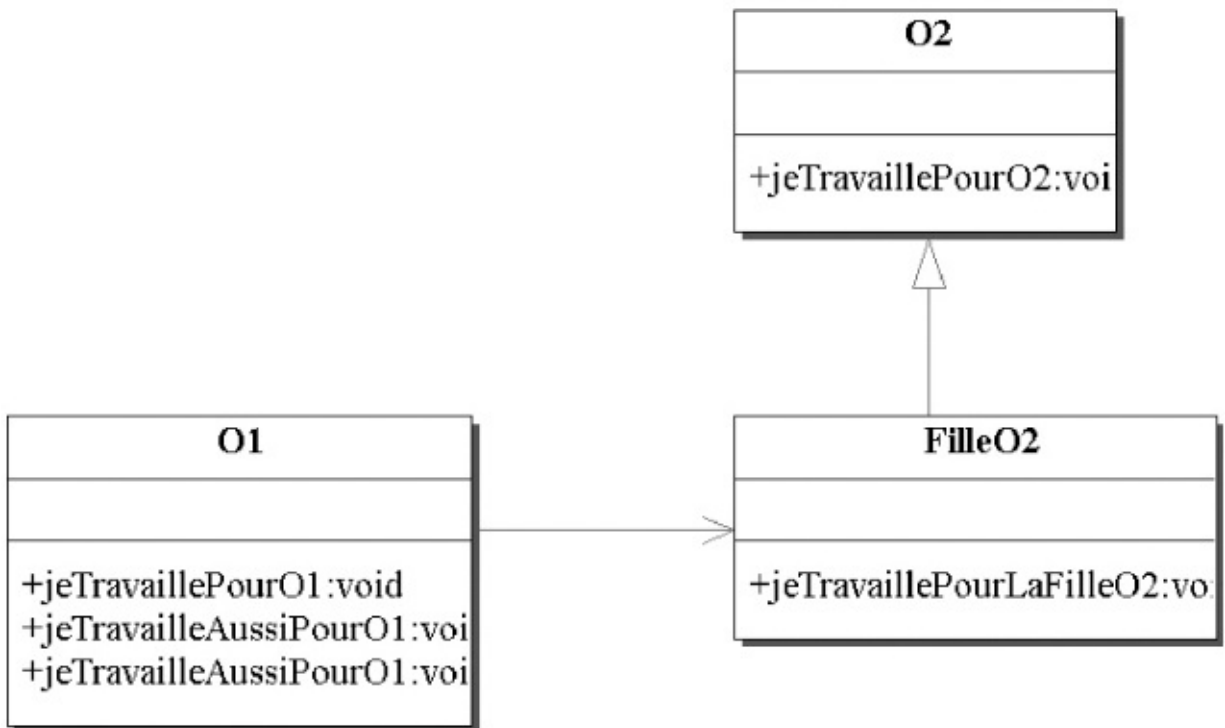 O2
+jeTravaillePourO2:voi
O1
+jeTravaillePourO1:void
+jeTravailleAussiPourO1:voi
+jeTravailleAussiPourO1:voi
FilleO2
+jeTravaillePourLaFilleO2:vo